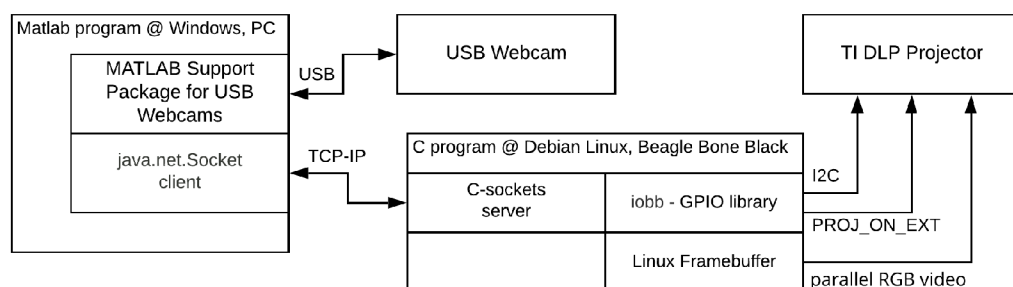 Matlab program @ Windows, PC
MATLAB Support
Package for USB
Webcams
java.net.Socket
client
USB
USB Webcam
TI DLP Projector
TCP-IP
C program @ Debian Linux, Beagle Bone Black
C-sockets
server
iobb - GPIO library
Linux Framebuffer
I2C
PROJ_ON_EXT
parallel RGB video